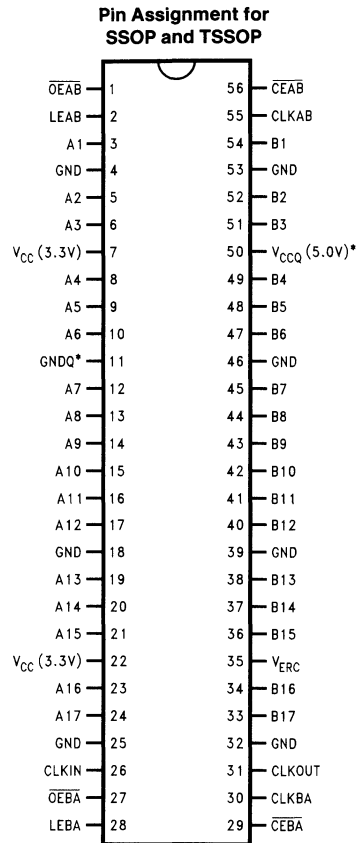 Pin Assignment for
SSOP and TSSOP
O̅E̅A̅B̅ 1 56 C̅E̅A̅B̅
LEAB 2 55 CLKAB
A1 3 54 B1
GND 4 53 GND
A2 5 52 B2
A3 6 51 B3
VCC (3.3V) 7 50 VCCQ (5.0V)*
A4 8 49 B4
A5 9 48 B5
A6 10 47 B6
GNDQ* 11 46 GND
A7 12 45 B7
A8 13 44 B8
A9 14 43 B9
A10 15 42 B10
A11 16 41 B11
A12 17 40 B12
GND 18 39 GND
A13 19 38 B13
A14 20 37 B14
A15 21 36 B15
VCC (3.3V) 22 35 VERC
A16 23 34 B16
A17 24 33 B17
GND 25 32 GND
CLKIN 26 31 CLKOUT
O̅E̅B̅A̅ 27 30 CLKBA
LEBA 28 29 C̅E̅B̅A̅